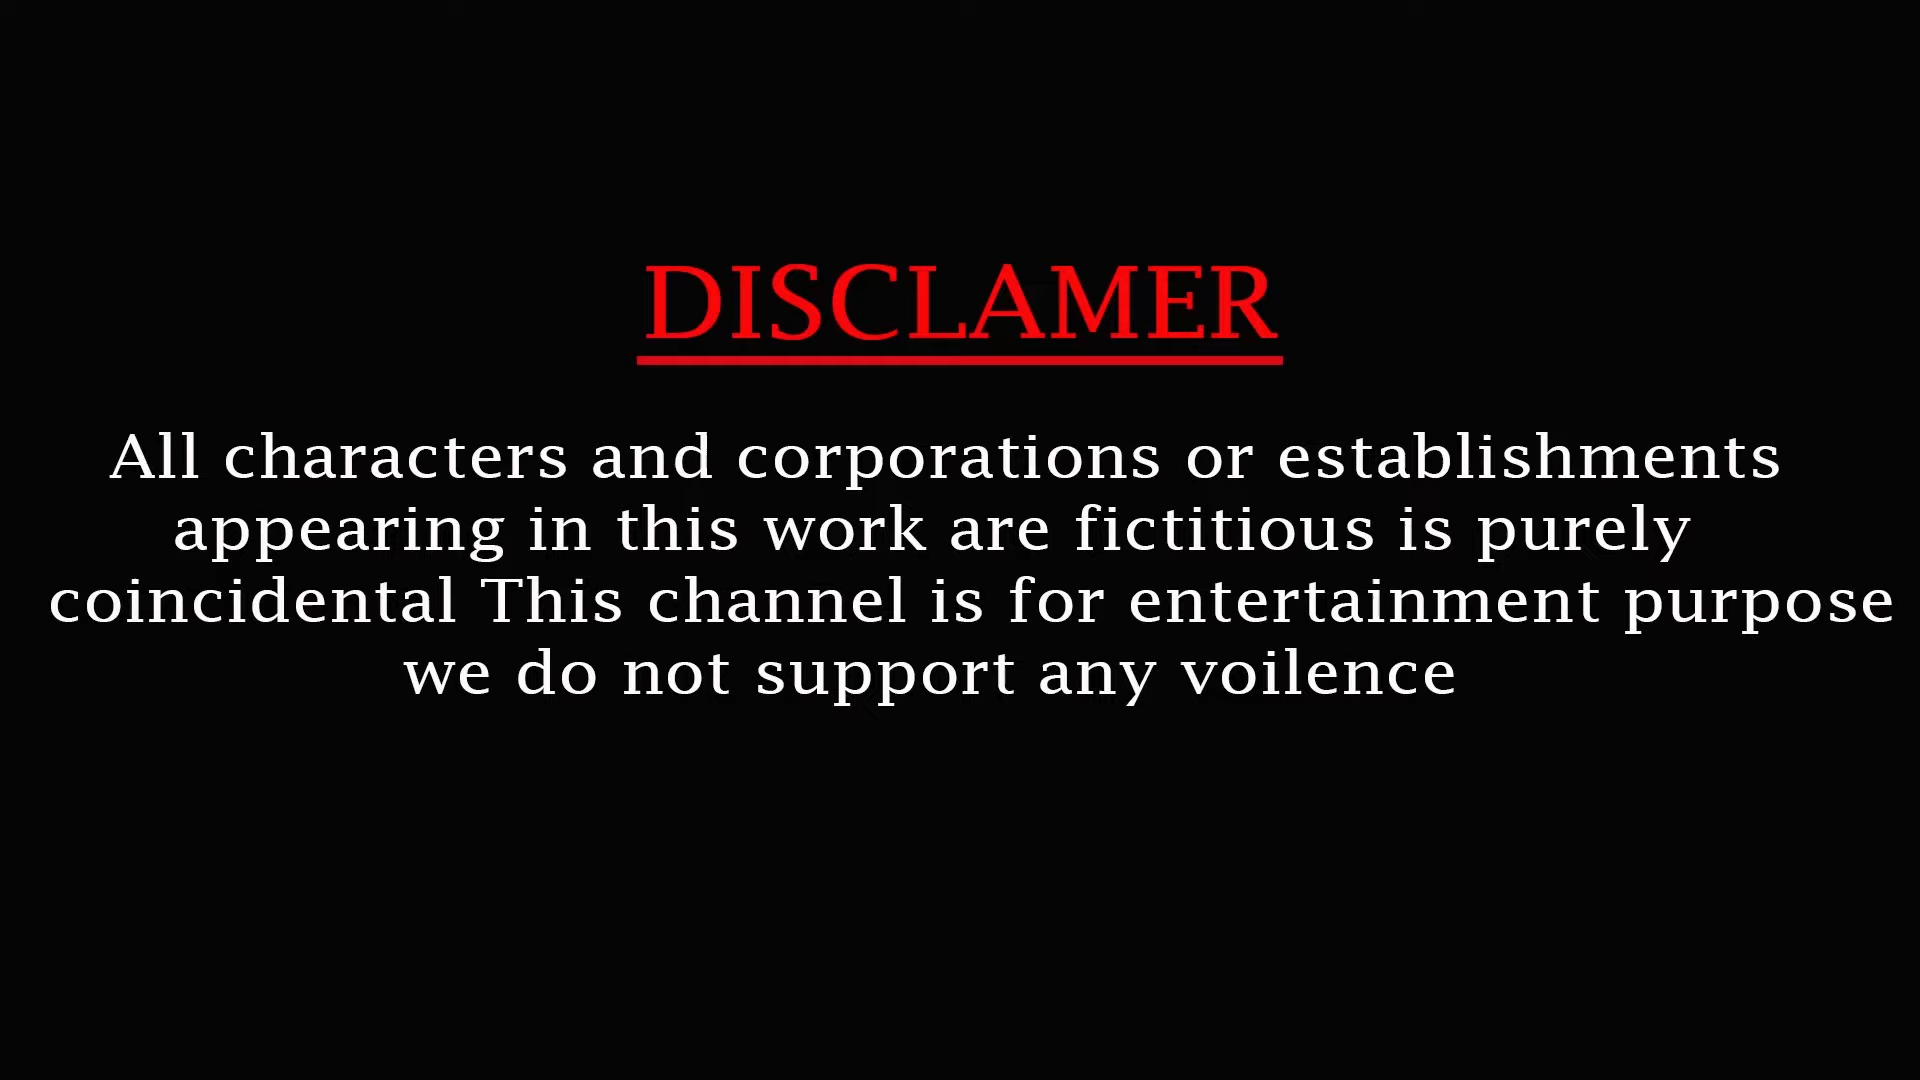 DISCLAMER
All characters and corporations or establishments
appearing in this work are fictitious is purely
coincidental This channel is for entertainment purpose
we do not support any voilence